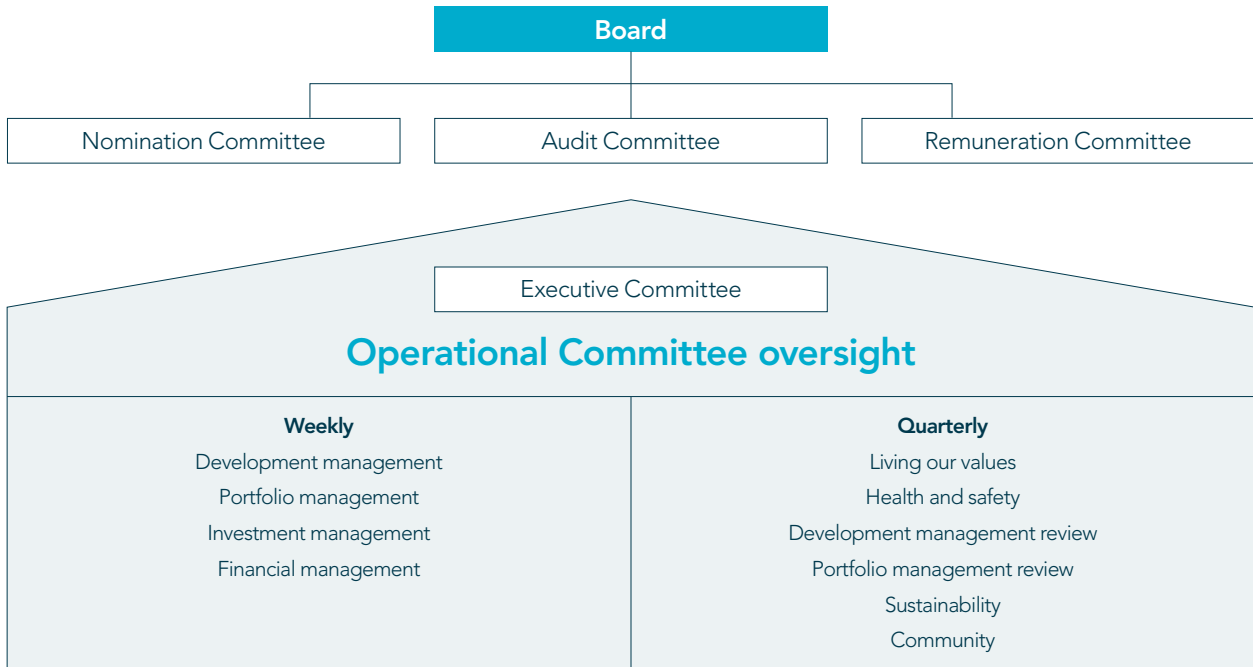 Board
Nomination Committee
Audit Committee
Remuneration Committee
Executive Committee
Operational Committee oversight
Weekly
Development management
Portfolio management
Investment management
Financial management
Quarterly
Living our values
Health and safety
Development management review
Portfolio management review
Sustainability
Community